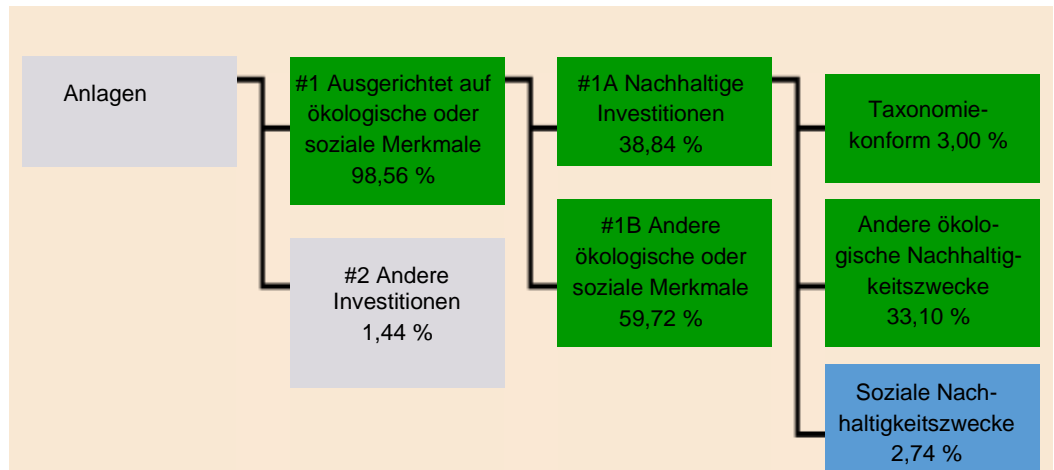 Anlagen
#1 Ausgerichtet auf
ökologische oder
soziale Merkmale
98,56 %
#2 Andere
Investitionen
1,44 %
#1A Nachhaltige
Investitionen
38,84 %
#1B Andere
ökologische oder
soziale Merkmale
59,72 %
Taxonomie-
konform 3,00 %
Andere ökolo-
gische Nachhaltig-
keitszwecke
33,10 %
Soziale Nach-
haltigkeitszwecke
2,74 %